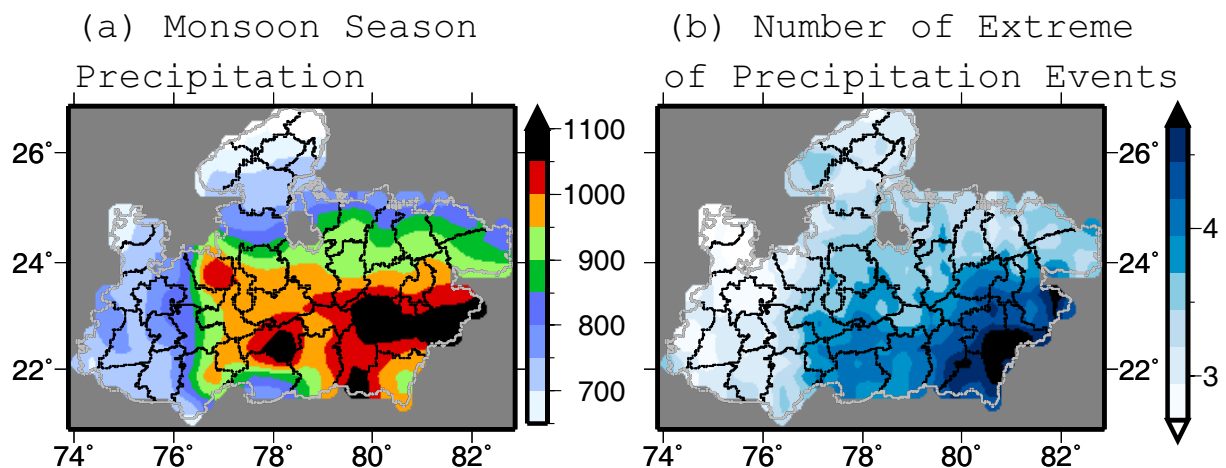 (a) Monsoon Season
Precipitation
(b) Number of Extreme
of Precipitation Events
74˚ 76˚ 78˚ 80˚ 82˚
22˚
24˚
26˚
700
800
900
1000
1100
74˚ 76˚ 78˚ 80˚ 82˚
22˚
24˚
26˚
3
4